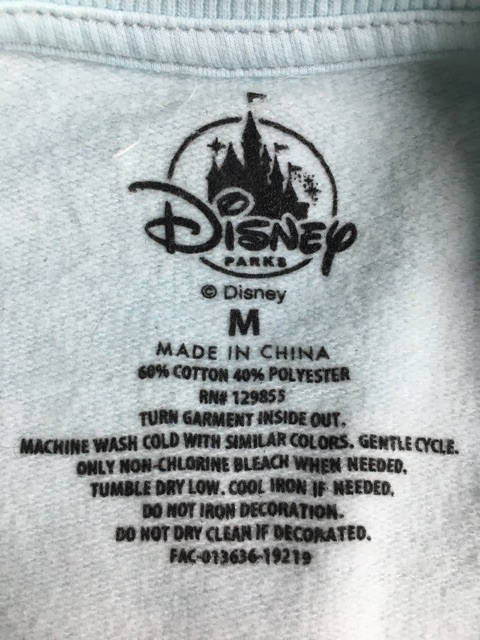 Disney
PARKS
© Disney
M
MADE IN CHINA
60% COTTON 40% POLYESTER
RN# 129855
TURN GARMENT INSIDE OUT.
MACHINE WASH COLD WITH SIMILAR COLORS. GENTLE CYCLE.
ONLY NON-CHLORINE BLEACH WHEN NEEDED.
TUMBLE DRY LOW. COOL IRON IF NEEDED.
DO NOT IRON DECORATION.
DO NOT DRY CLEAN IF DECORATED.
FAC-013636-19219